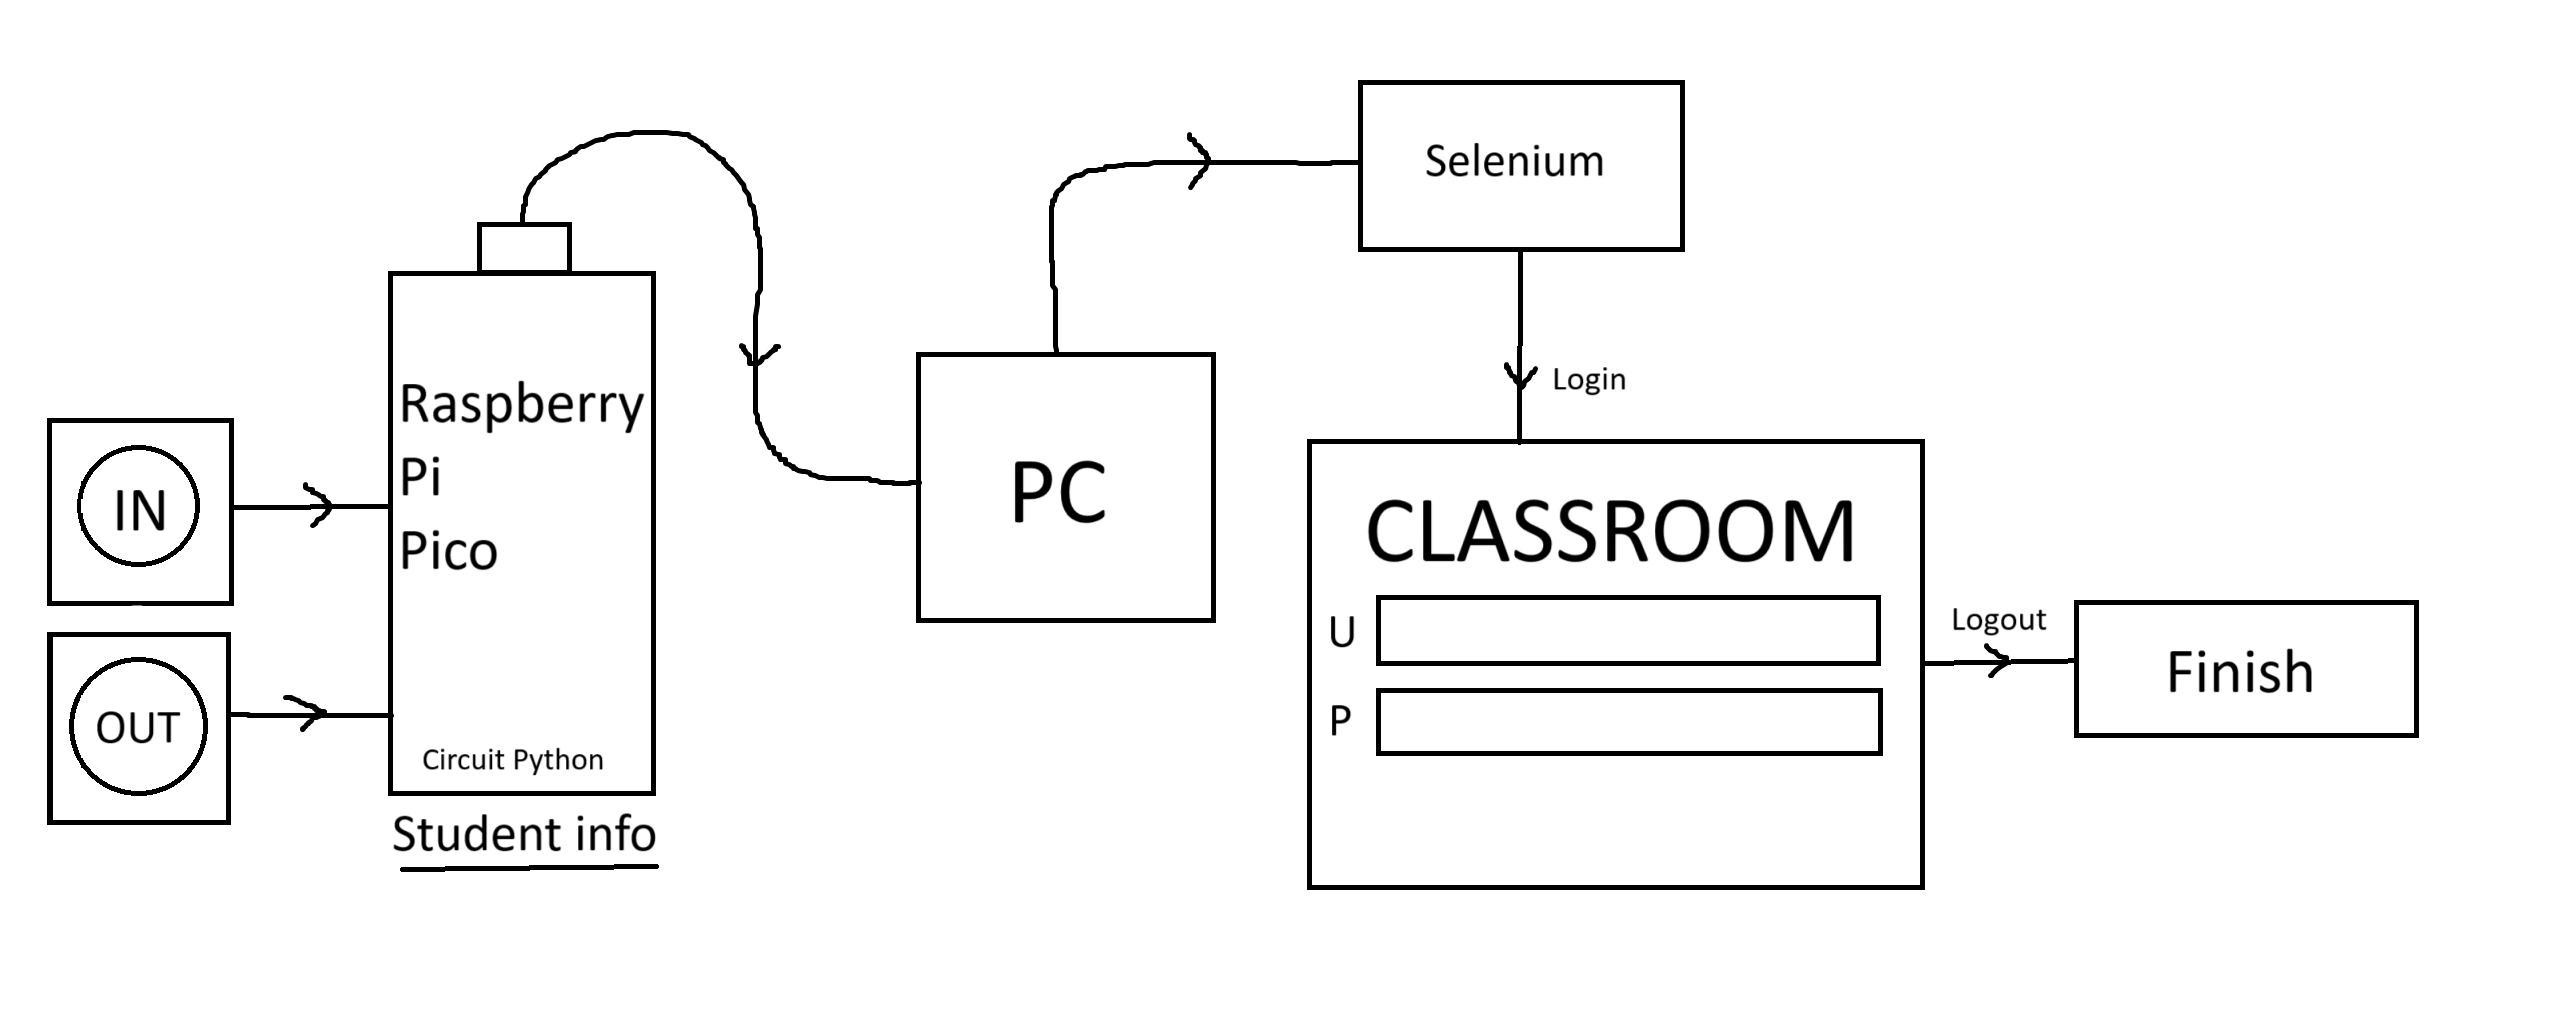 IN
OUT
Raspberry
Pi
Pico
Circuit Python
Student info
PC
Selenium
Login
CLASSROOM
U
P
Logout
Finish